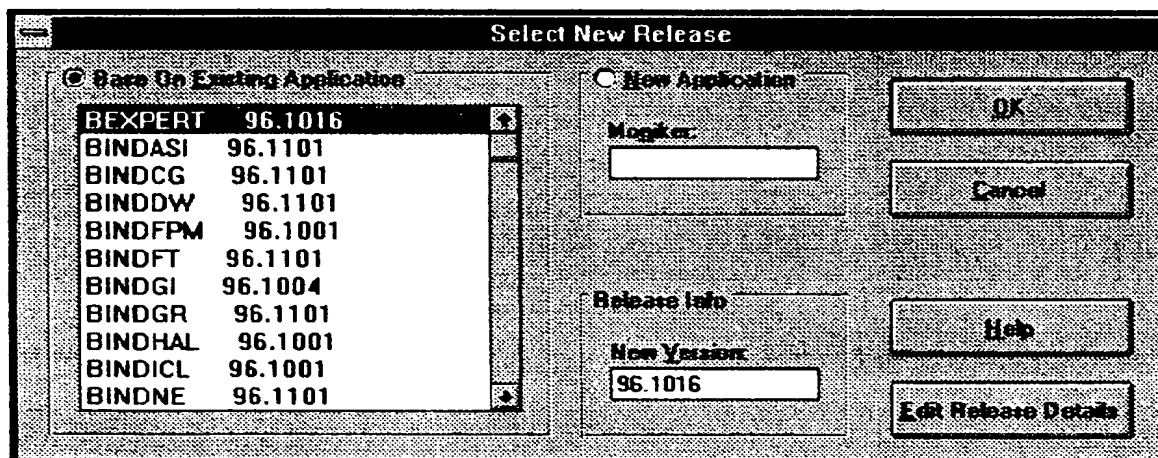 Select New Release
Base On Existing Application
BEXPERT 96.1016
BINDASI 96.1101
BINDCG 96.1101
BINDDW 96.1101
BINDFPM 96.1001
BINDFT 96.1101
BINDGI 96.1004
BINDGR 96.1101
BINDHAL 96.1001
BINDICL 96.1001
BINDNE 96.1101
New Application
Mogiker:
Release Info
New Version:
96.1016
OK
Cancel
Help
Edit Release Details